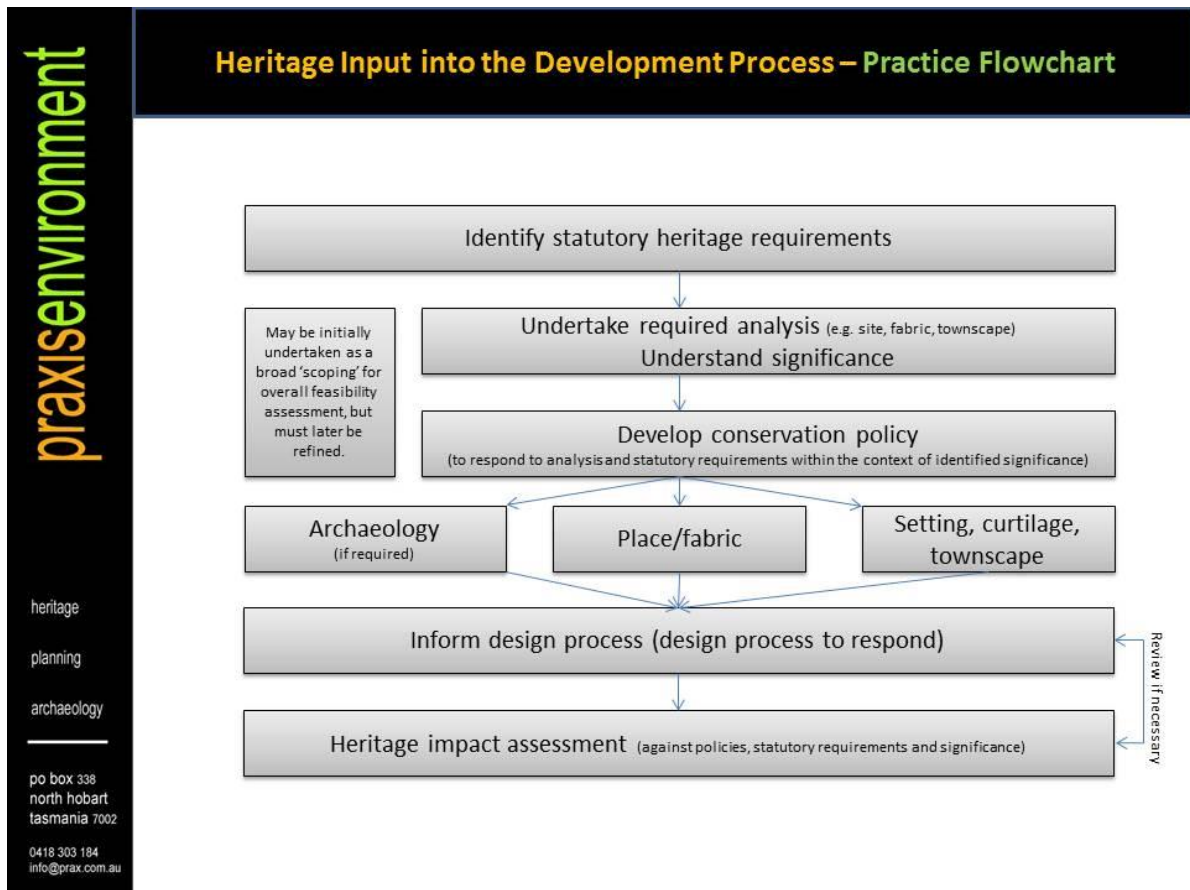 Heritage Input into the Development Process – Practice Flowchart
praxisenvironment
heritage
planning
archaeology
po box 338
north hobart
tasmania 7002
0418 303 184
info@prax.com.au
Identify statutory heritage requirements
May be initially
undertaken as a
broad ‘scoping’ for
overall feasibility
assessment, but
must later be
refined.
Undertake required analysis (e.g. site, fabric, townscape)
Understand significance
Develop conservation policy
(to respond to analysis and statutory requirements within the context of identified significance)
Archaeology
(if required)
Place/fabric
Setting, curtilage,
townscape
Inform design process (design process to respond)
Heritage impact assessment (against policies, statutory requirements and significance)
Review if necessary